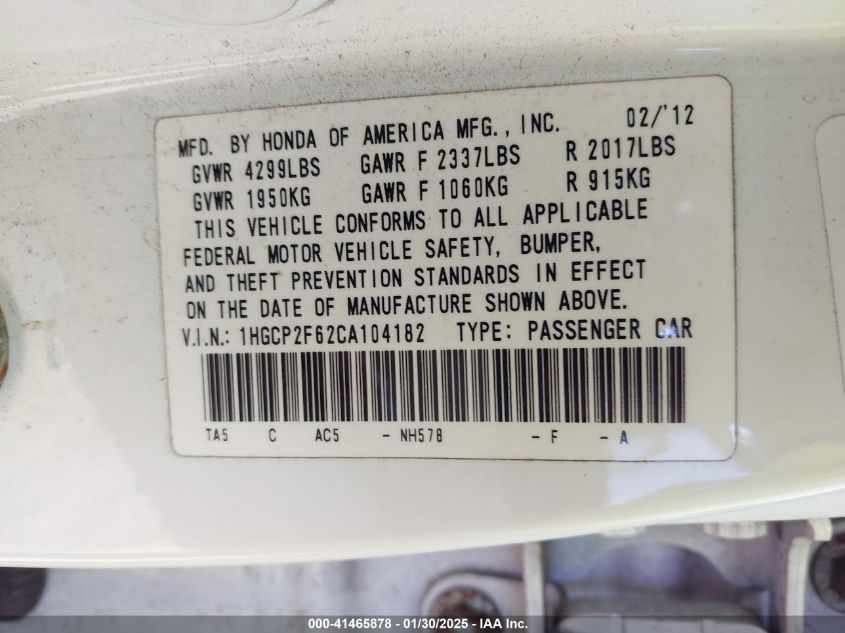 MFD. BY HONDA OF AMERICA MFG., INC. 02/'12
GVWR 4299LBS GAWR F 2337LBS R 2017LBS
GVWR 1950KG GAWR F 1060KG R 915KG
THIS VEHICLE CONFORMS TO ALL APPLICABLE
FEDERAL MOTOR VEHICLE SAFETY, BUMPER,
AND THEFT PREVENTION STANDARDS IN EFFECT
ON THE DATE OF MANUFACTURE SHOWN ABOVE.
V.I.N.: 1HGCP2F62CA104182 TYPE: PASSENGER CAR
TA5 C AC5 - NH578 - F - A
000-41465878 | 01/30/2025 - IAA Inc.